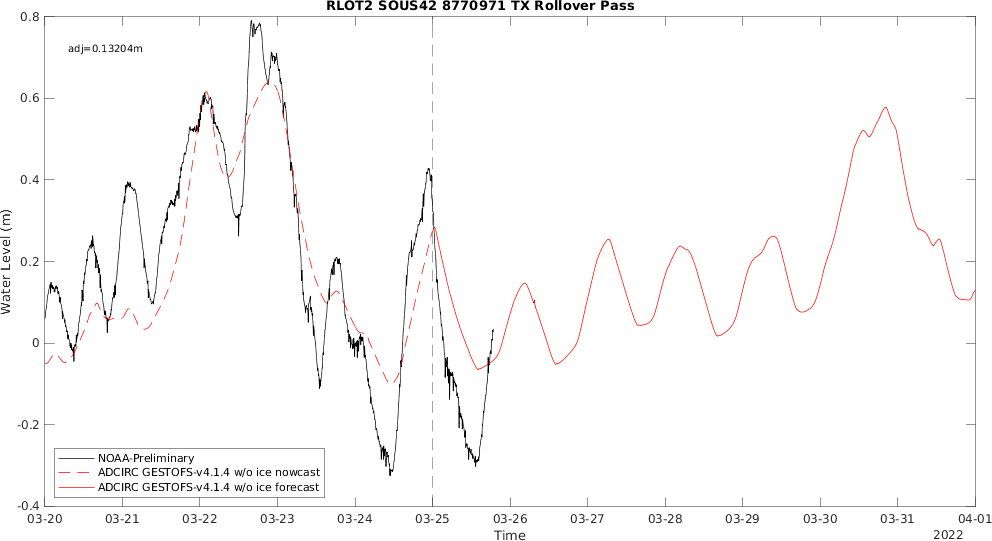 RLOT2 SOUS42 8770971 TX Rollover Pass
adj=0.13204m
0.8
0.6
0.4
0.2
0
-0.2
-0.4
Water Level (m)
NOAA-Preliminary
ADCIRC GESTOFS-v4.1.4 w/o ice nowcast
ADCIRC GESTOFS-v4.1.4 w/o ice forecast
03-20 03-21 03-22 03-23 03-24 03-25 03-26 03-27 03-28 03-29 03-30 03-31 04-01
Time
2022